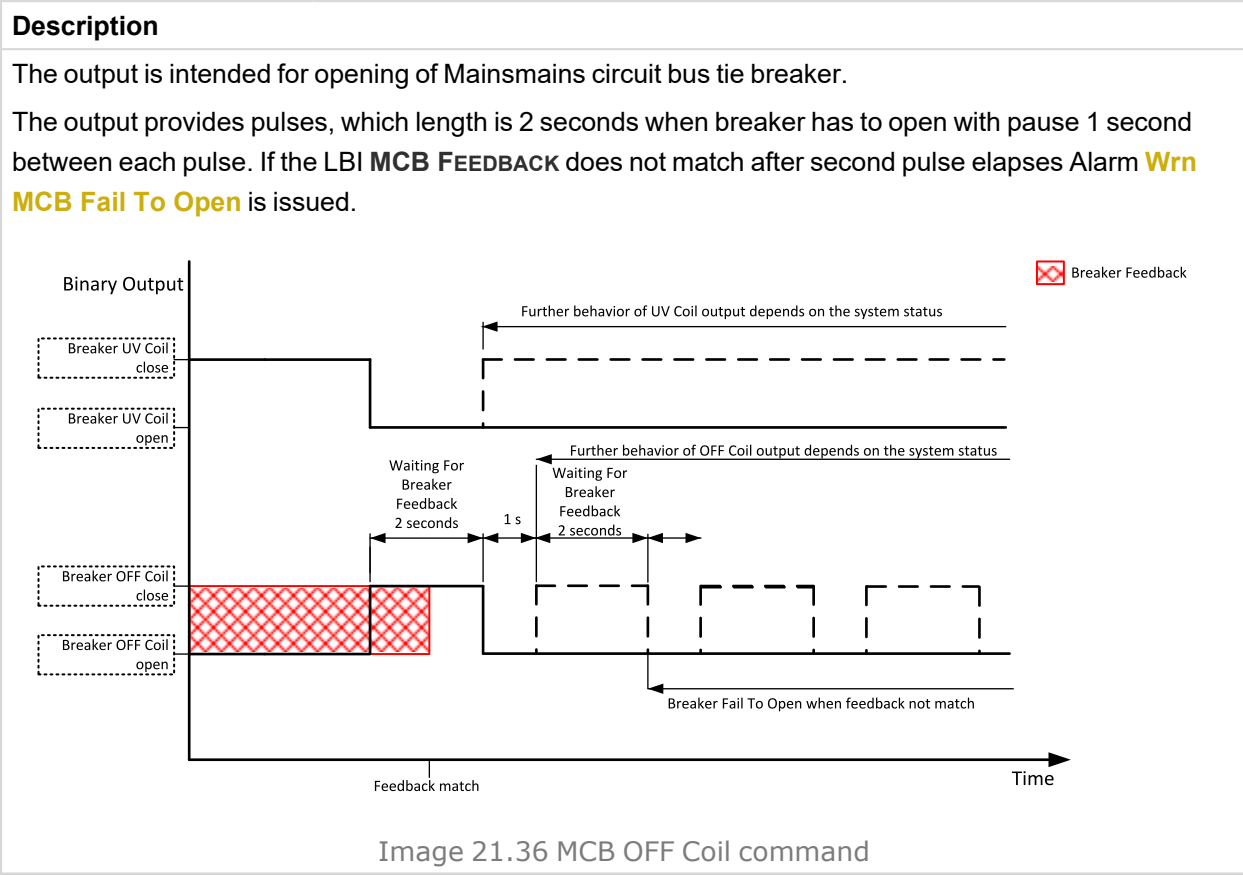 Description
The output is intended for opening of Mainsmains circuit bus tie breaker.
The output provides pulses, which length is 2 seconds when breaker has to open with pause 1 second
between each pulse. If the LBI MCB FEEDBACK does not match after second pulse elapses Alarm Wrn
MCB Fail To Open is issued.
Binary Output
Breaker Feedback
Further behavior of UV Coil output depends on the system status
Breaker UV Coil
close
Breaker UV Coil
open
Further behavior of OFF Coil output depends on the system status
Waiting For
Breaker
Feedback
2 seconds
1 s
Waiting For
Breaker
Feedback
2 seconds
Breaker OFF Coil
close
Breaker OFF Coil
open
Breaker Fail To Open when feedback not match
Feedback match
Time
Image 21.36 MCB OFF Coil command